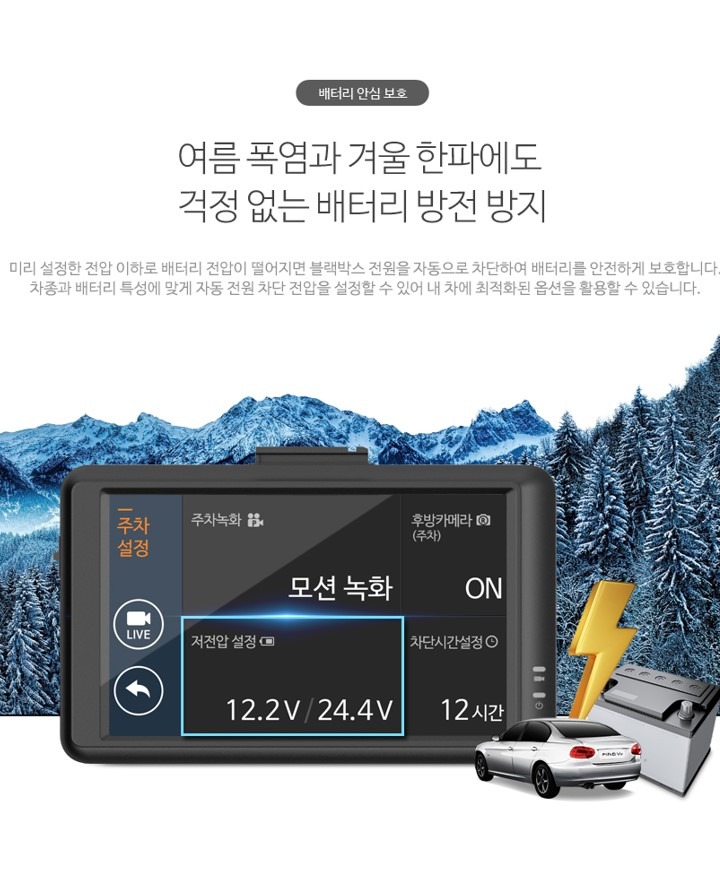 배터리 안심 보호
여름 폭염과 겨울 한파에도
걱정 없는 배터리 방전 방지
미리 설정한 전압 이하로 배터리 전압이 떨어지면 블랙박스 전원을 자동으로 차단하여 배터리를 안전하게 보호합니다.
차종과 배터리 특성에 맞게 자동 전원 차단 전압을 설정할 수 있어 내 차에 최적화된 옵션을 활용할 수 있습니다.
주차
설정
LIVE
주차녹화
모션 녹화
후방카메라
(주차)
ON
저전압 설정
12.2V/24.4V
차단시간설정
12시간